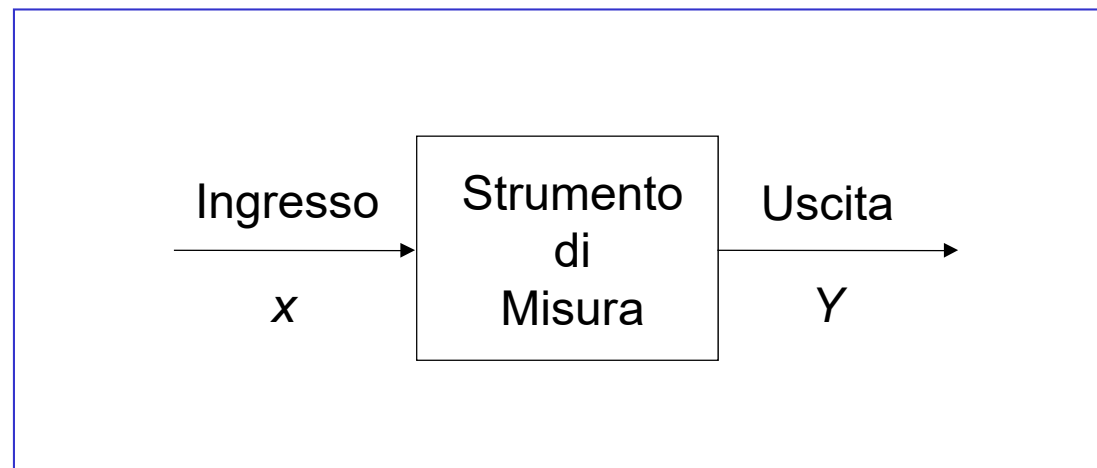 Ingresso
x
Strumento
di
Misura
Uscita
Y